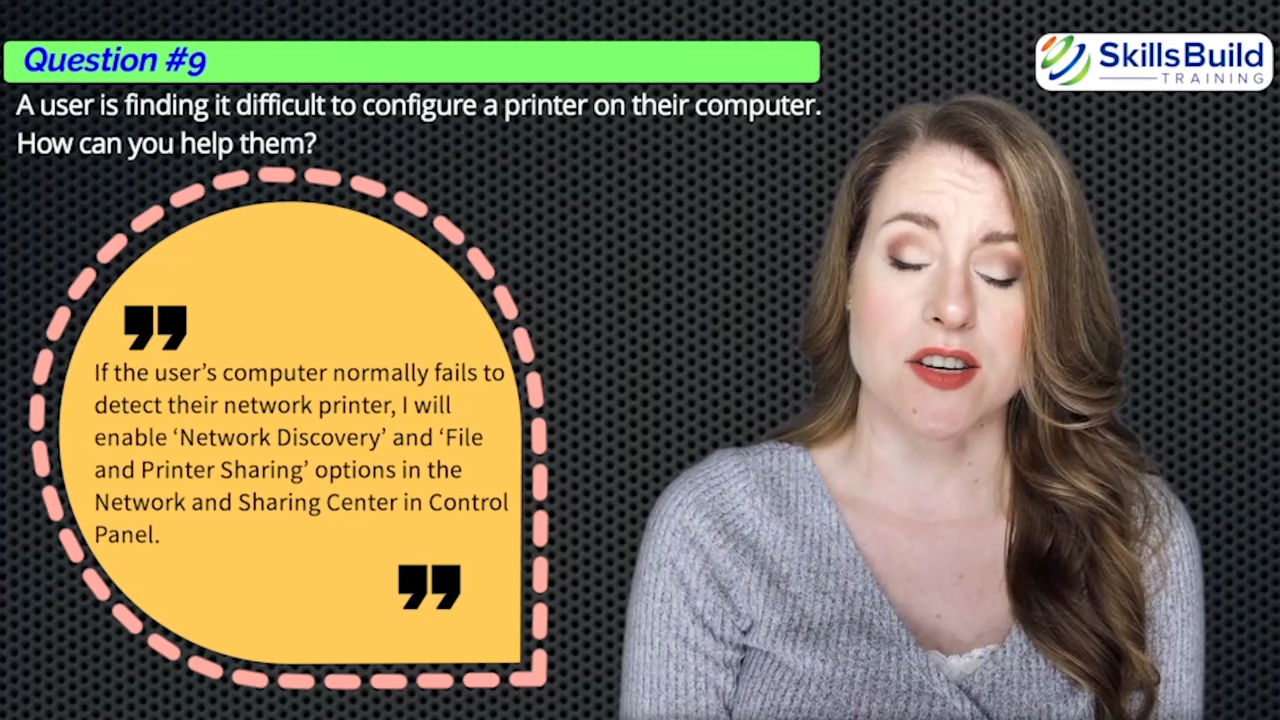 Question #9
SkillsBuild
TRAINING
A user is finding it difficult to configure a printer on their computer.
How can you help them?
If the user’s computer normally fails to
detect their network printer, I will
enable ‘Network Discovery’ and ‘File
and Printer Sharing’ options in the
Network and Sharing Center in Control
Panel.